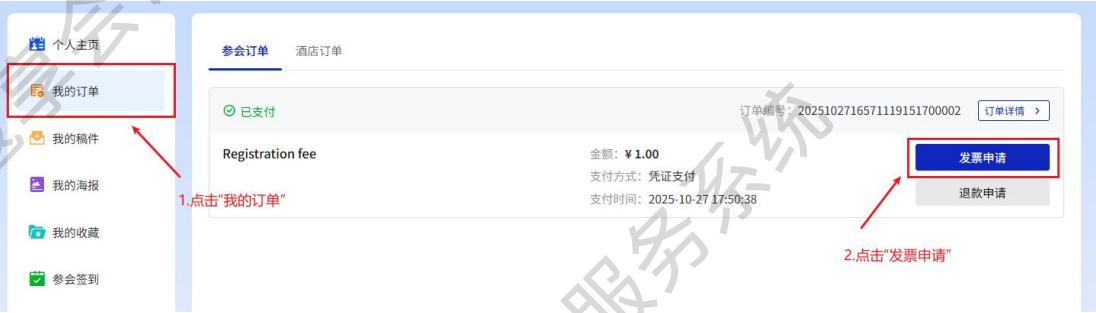 个人主页
我的订单
我的稿件
我的海报
我的收藏
参会签到
参会订单 酒店订单
已支付
订单编号：2025102716571119151700002 订单详情 >
Registration fee
金额：¥ 1.00
支付方式：凭证支付
支付时间：2025-10-27 17:50:38
发票申请
退款申请
1.点击“我的订单”
2.点击“发票申请”
服务系统